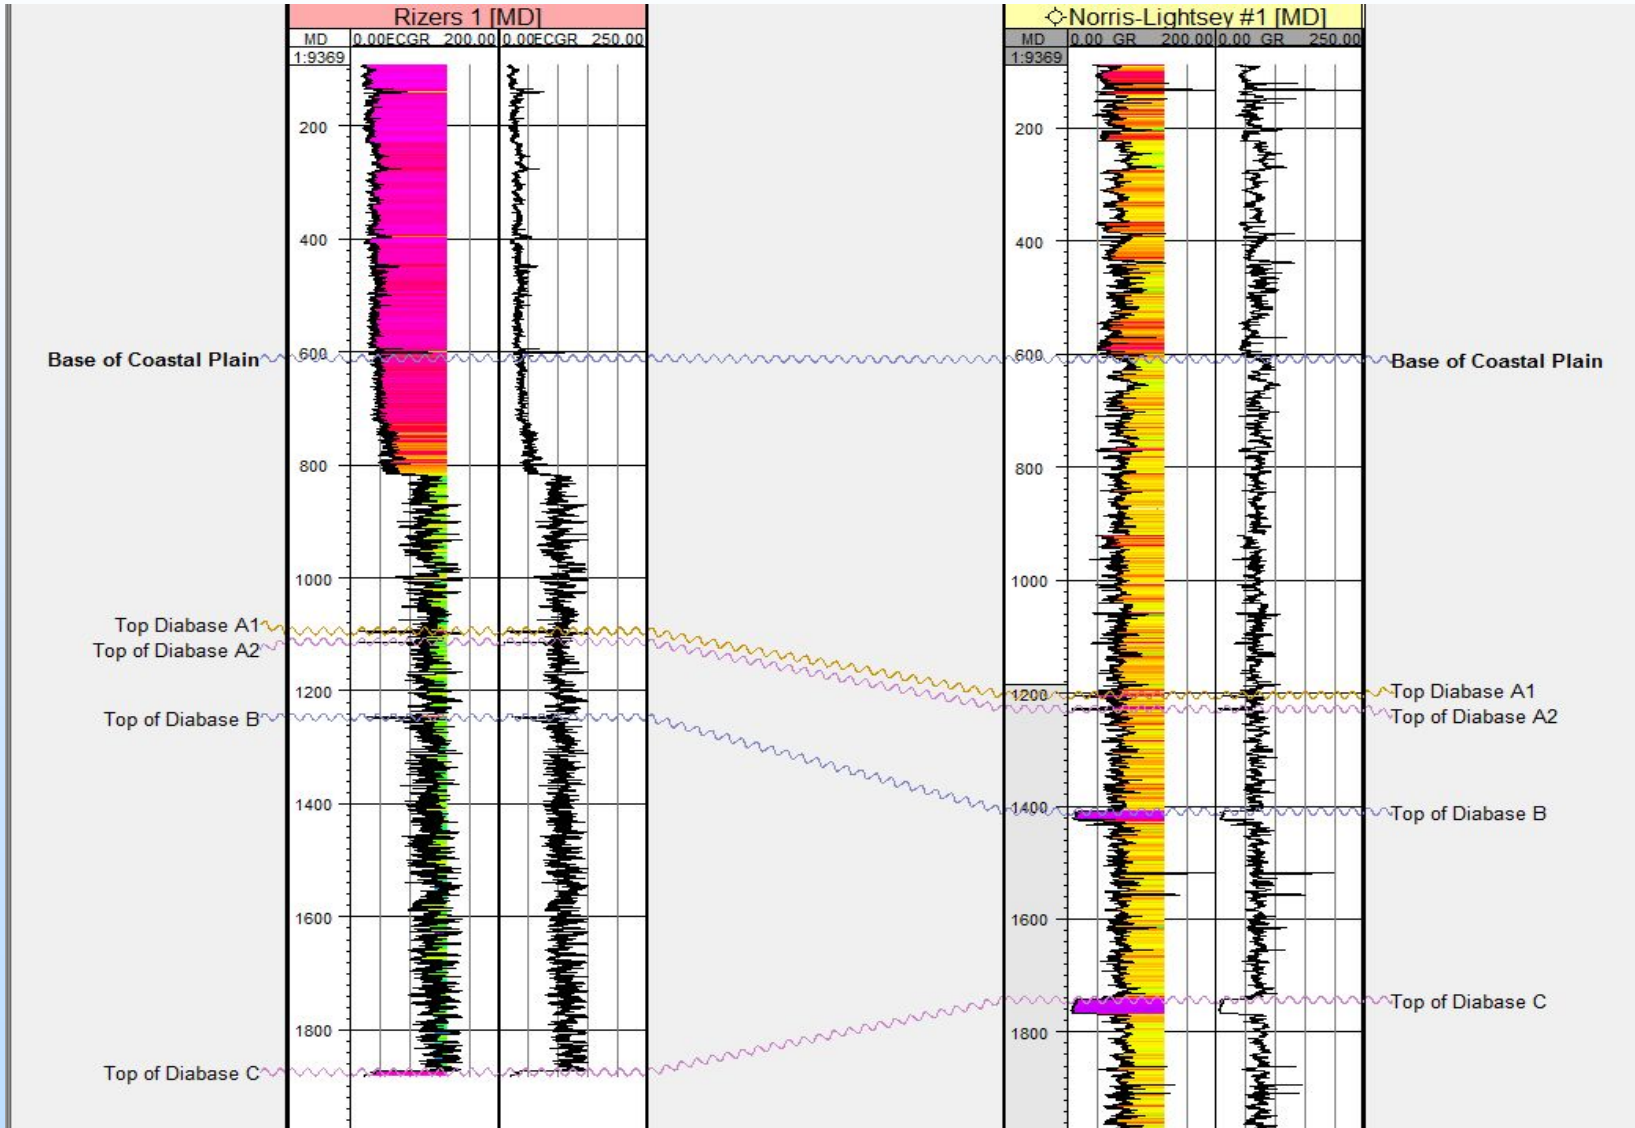 Rizers 1 [MD]
MD 0.00 ECGR 200.00 0.00 ECGR 250.00
1:9369
200
400
600
800
1000
1200
1400
1600
1800
Base of Coastal Plain
Top Diabase A1
Top of Diabase A2
Top of Diabase B
Top of Diabase C
Norris-Lightsey #1 [MD]
MD 0.00 GR 200.00 0.00 GR 250.00
1:9369
200
400
600
800
1000
1200
1400
1600
1800
Base of Coastal Plain
Top Diabase A1
Top of Diabase A2
Top of Diabase B
Top of Diabase C